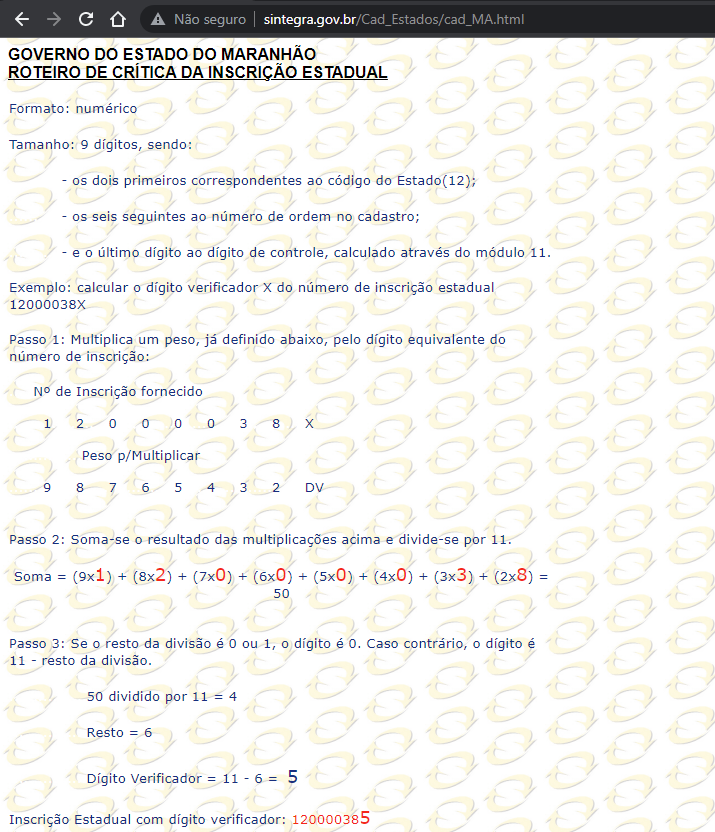 Não seguro | sintegra.gov.br/Cad_Estados/cad_MA.html
GOVERNO DO ESTADO DO MARANHÃO
ROTEIRO DE CRÍTICA DA INSCRIÇÃO ESTADUAL
Formato: numérico
Tamanho: 9 dígitos, sendo:
- os dois primeiros correspondentes ao código do Estado(12);
- os seis seguintes ao número de ordem no cadastro;
- e o último dígito ao dígito de controle, calculado através do módulo 11.
Exemplo: calcular o dígito verificador X do número de inscrição estadual
12000038X
Passo 1: Multiplica um peso, já definido abaixo, pelo dígito equivalente do
número de inscrição:
Nº de Inscrição fornecido
1 2 0 0 0 0 3 8 X
Peso p/Multiplicar
9 8 7 6 5 4 3 2 DV
Passo 2: Soma-se o resultado das multiplicações acima e divide-se por 11.
Soma = (9x1) + (8x2) + (7x0) + (6x0) + (5x0) + (4x0) + (3x3) + (2x8) =
50
Passo 3: Se o resto da divisão é 0 ou 1, o dígito é 0. Caso contrário, o dígito é
11 - resto da divisão.
50 dividido por 11 = 4
Resto = 6
Dígito Verificador = 11 - 6 = 5
Inscrição Estadual com dígito verificador: 120000385